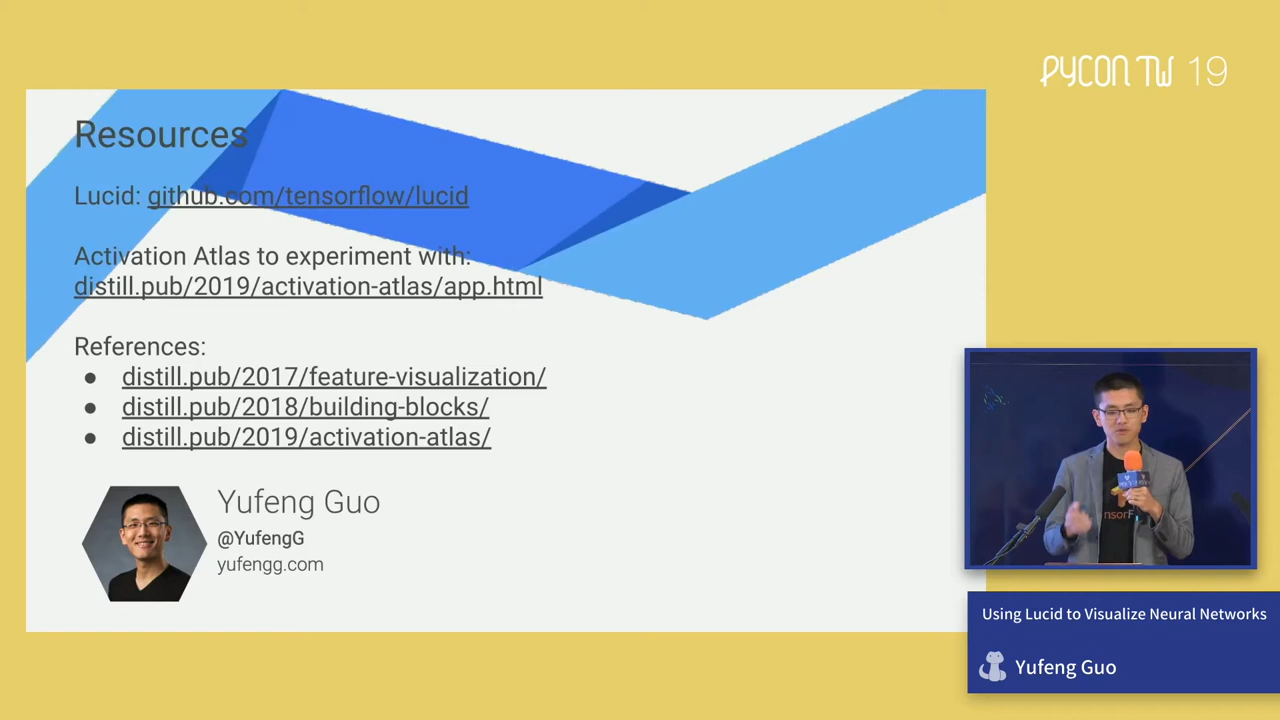 PYCON TW 19
Resources
Lucid: github.com/tensorflow/lucid
Activation Atlas to experiment with:
distill.pub/2019/activation-atlas/app.html
References:
● distill.pub/2017/feature-visualization/
● distill.pub/2018/building-blocks/
● distill.pub/2019/activation-atlas/
Yufeng Guo
@YufengG
yufengg.com
nsorF
Using Lucid to Visualize Neural Networks
Yufeng Guo